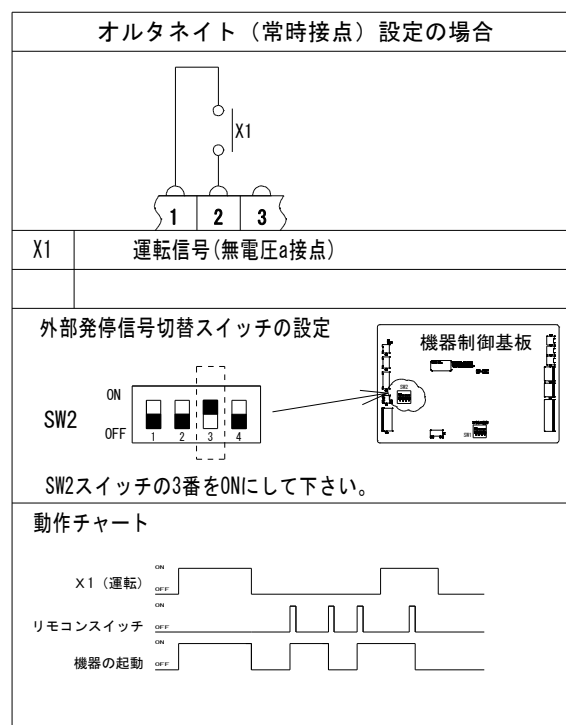 オルタネイト（常時接点）設定の場合
X1
1 2 3
X1 運転信号(無電圧a接点)
外部発停信号切替スイッチの設定
機器制御基板
SW2
ON
SW2
OFF
1 2 3 4
SW1
SW2スイッチの3番をONにして下さい。
動作チャート
ON
X1（運転）
OFF
ON
リモコンスイッチ
OFF
ON
機器の起動
OFF